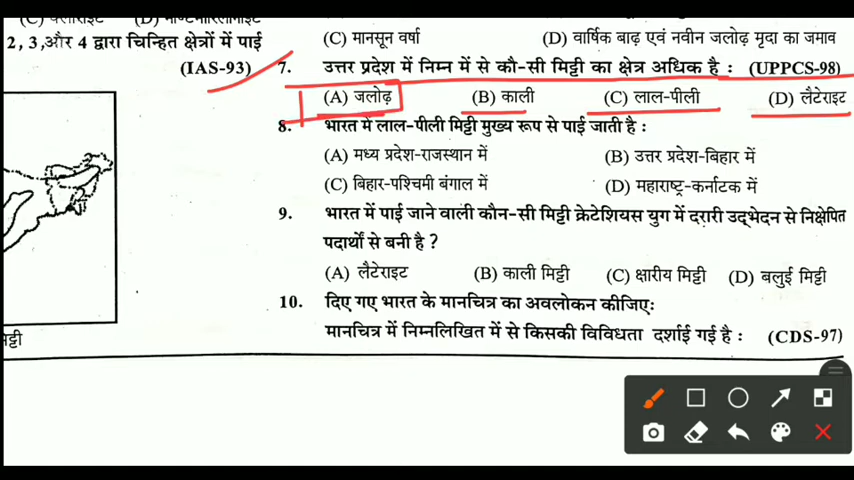 2, 3,और 4 द्वारा चिन्हित क्षेत्रों में पाई
(IAS-93)
(C) मानसून वर्षा (D) वार्षिक बाढ़ एवं नवीन जलोढ़ मृदा का जमाव
7. उत्तर प्रदेश में निम्न में से कौ-सी मिट्टी का क्षेत्र अधिक है : (UPPCS-98)
(A) जलोढ़ (B) काली (C) लाल-पीली (D) लैटेराइट
8. भारत में लाल-पीली मिट्टी मुख्य रूप से पाई जाती है :
(A) मध्य प्रदेश-राजस्थान में (B) उत्तर प्रदेश-बिहार में
(C) बिहार-पश्चिमी बंगाल में (D) महाराष्ट्र-कर्नाटक में
9. भारत में पाई जाने वाली कौन-सी मिट्टी क्रेटेशियस युग में दरारी उद्भेदन से निक्षेपित
पदार्थो से बनी है ?
(A) लैटेराइट (B) काली मिट्टी (C) क्षारीय मिट्टी (D) बलुई मिट्टी
10. दिए गए भारत के मानचित्र का अवलोकन कीजिएः
मानचित्र में निम्नलिखित में से किसकी विविधता दर्शाई गई है : (CDS-97)